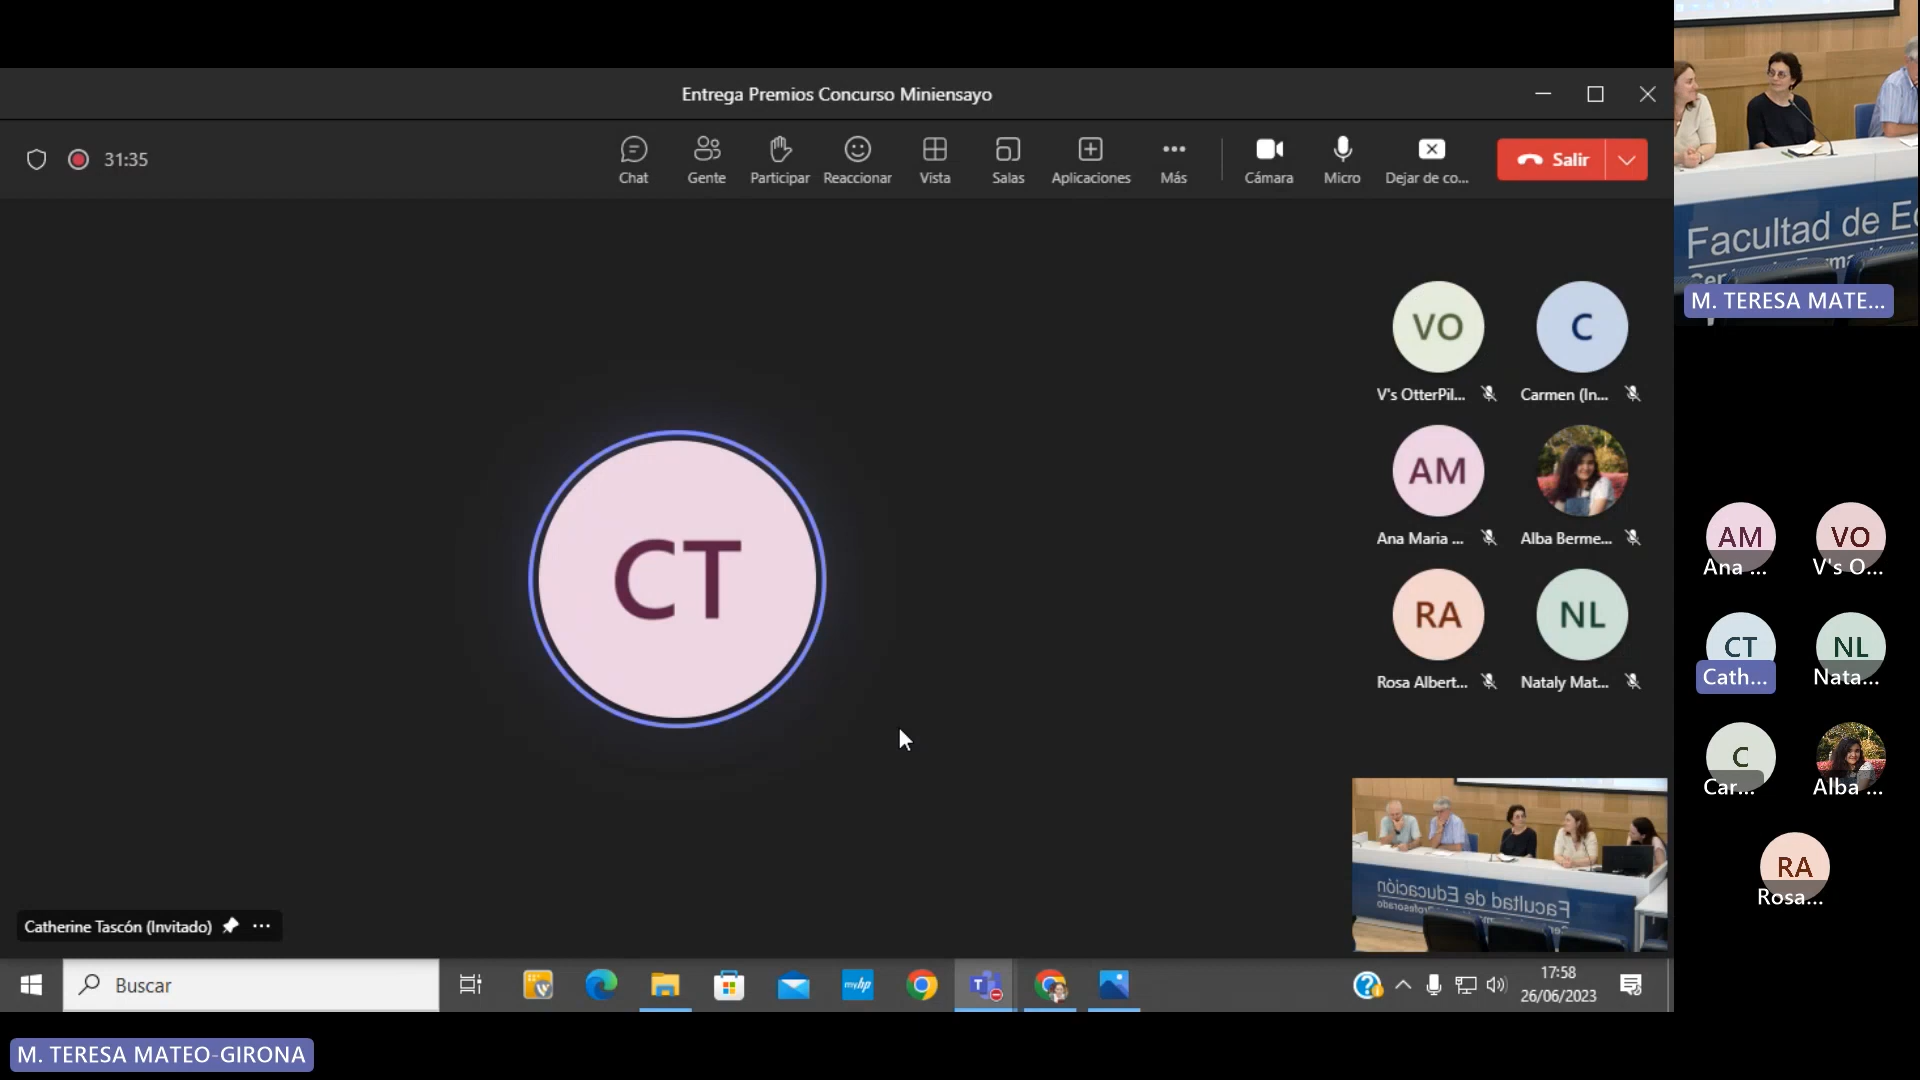 Entrega Premios Concurso Miniensayo
31:35
Chat
Gente
Participar
Reaccionar
Vista
Salas
Aplicaciones
Más
Cámara
Micro
Dejar de co...
Salir
VO
C
V's OtterPil...
Carmen (In...
AM
Ana Maria ...
Alba Berme...
RA
NL
Rosa Albert...
Nataly Mat...
CT
Catherine Tascón (Invitado)
Facultad de Educación
Buscar
myhp
17:58
26/06/2023
M. TERESA MATEO-GIRONA
Facultad de E
M. TERESA MATE...
AM
VO
Ana ...
V's O...
CT
NL
Cath...
Nata...
C
Car...
Alba ...
RA
Rosa...